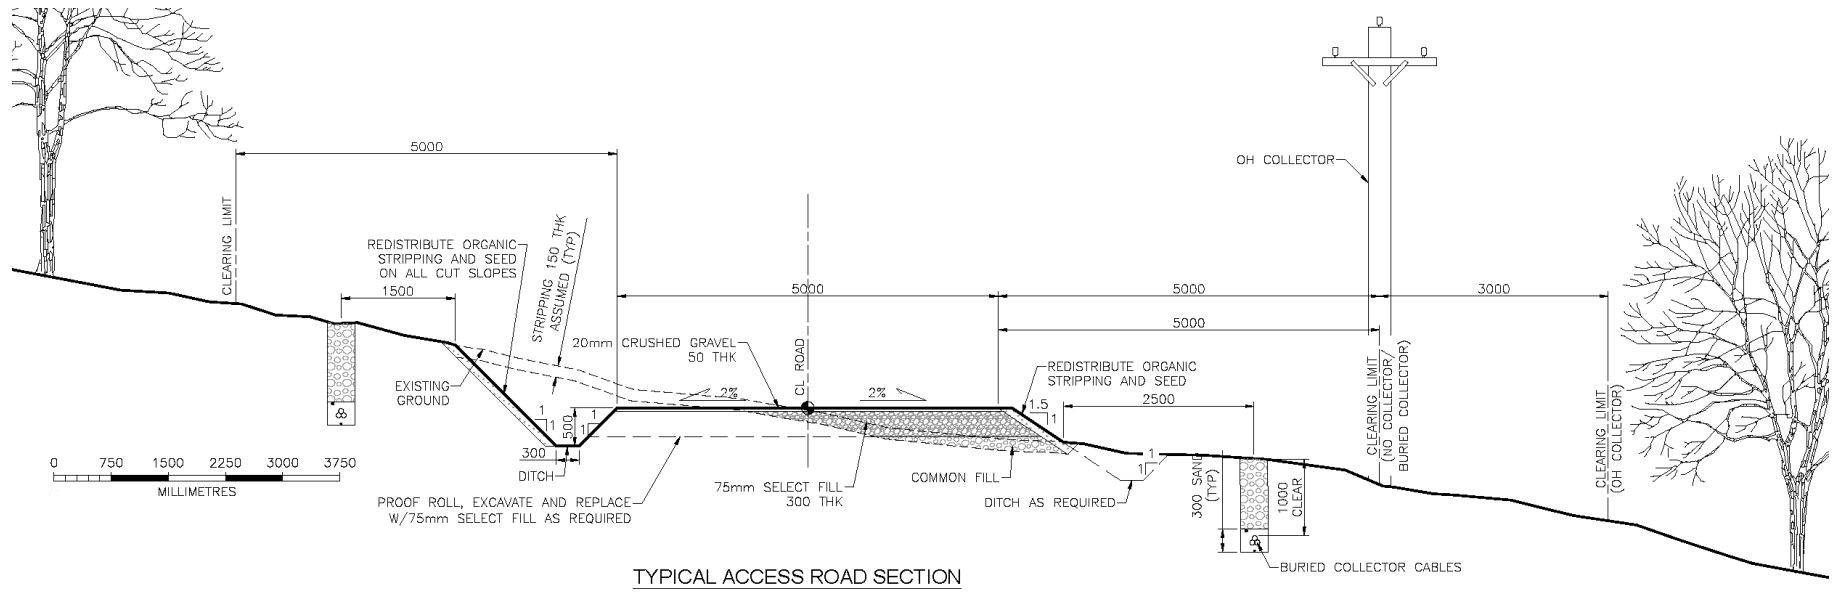 5000
OH COLLECTOR
CLEARING LIMIT
REDISTRIBUTE ORGANIC
STRIPPING AND SEED
ON ALL CUT SLOPES
STRIPPING 150 THK
ASSUMED (TYP)
1500
5000
5000
3000
5000
20mm CRUSHED GRAVEL
50 THK
CL ROAD
REDISTRIBUTE ORGANIC
STRIPPING AND SEED
CLEARING LIMIT
(NO COLLECTOR/
BURIED COLLECTOR)
CLEARING LIMIT
(OH COLLECTOR)
EXISTING
GROUND
2%
2%
1.5
1
2500
1
1
1
1
500
300
DITCH
1
1
0 750 1500 2250 3000 3750
MILLIMETRES
PROOF ROLL, EXCAVATE AND REPLACE
W/75mm SELECT FILL AS REQUIRED
75mm SELECT FILL
300 THK
COMMON FILL
DITCH AS REQUIRED
300 SAND
(TYP)
1000
CLEAR
BURIED COLLECTOR CABLES
TYPICAL ACCESS ROAD SECTION